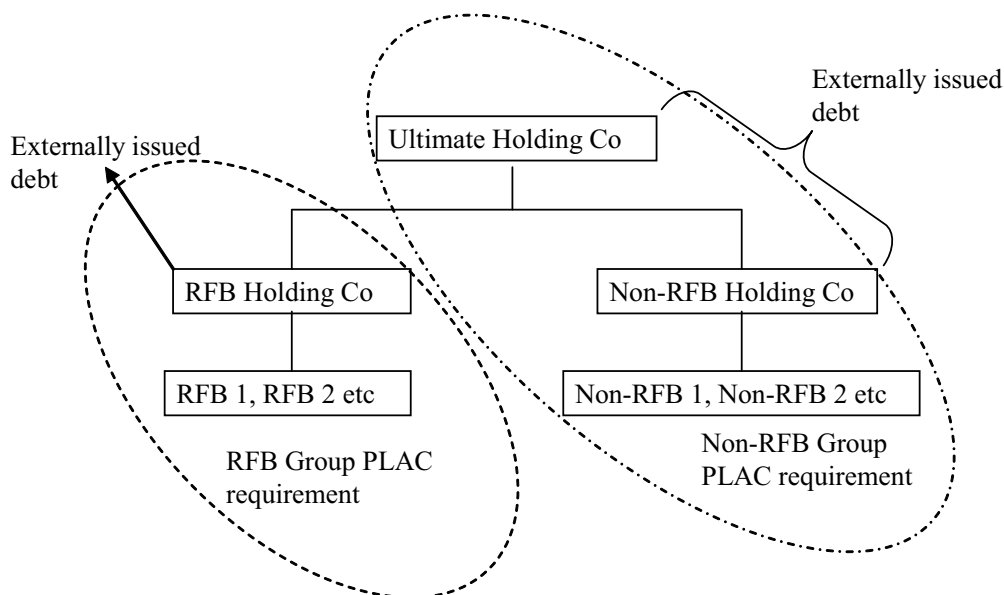 Externally issued
debt
Ultimate Holding Co
Externally issued
debt
RFB Holding Co
Non-RFB Holding Co
RFB 1, RFB 2 etc
Non-RFB 1, Non-RFB 2 etc
RFB Group PLAC
requirement
Non-RFB Group
PLAC requirement